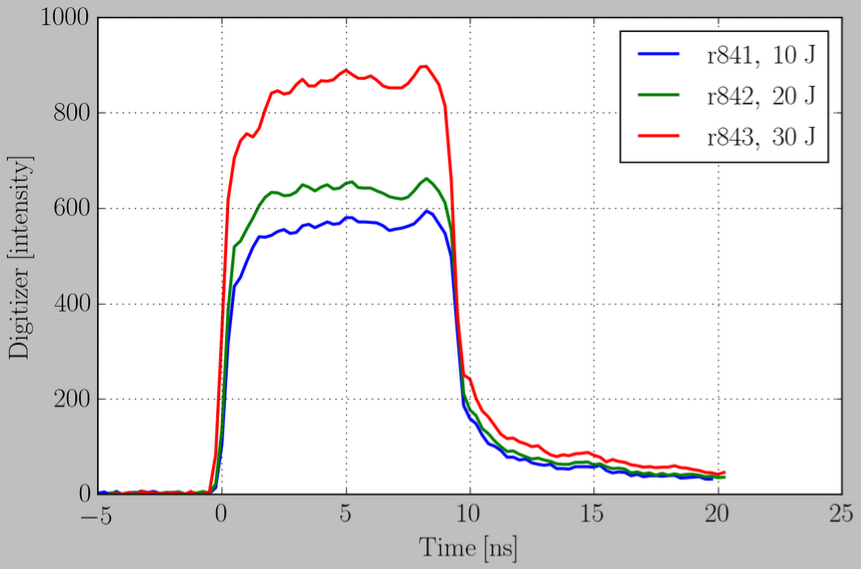 1000
800
600
400
200
0
Digitizer [intensity]
r841, 10 J
r842, 20 J
r843, 30 J
−5 0 5 10 15 20 25
Time [ns]